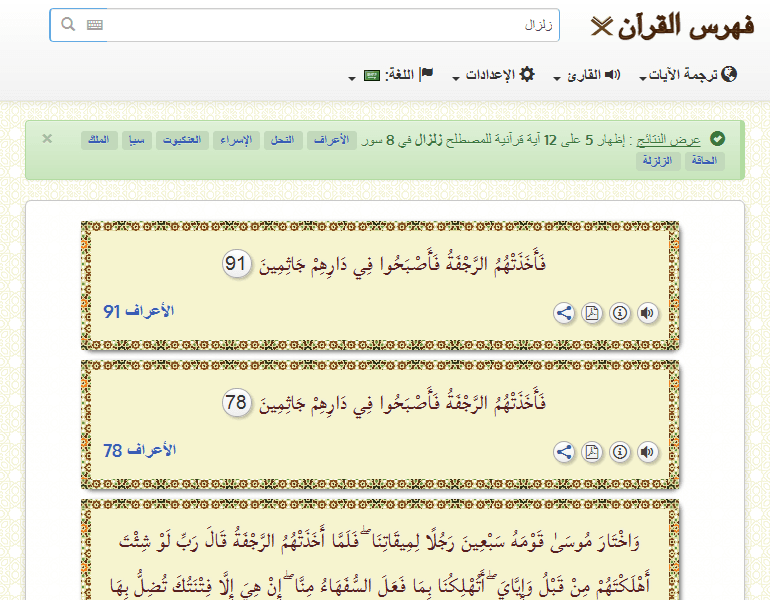 فهرس القرآن
زلزال
ترجمة الآيات
القارئ
الإعدادات
اللغة:
عرض النتائج : إظهار 5 على 12 آية قرآنية للمصطلح زلزال في 8 سور الأعراف النحل الإسراء العنكبوت سبإ الملك
الحاقة الزلزلة
فَأَخَذَتْهُمُ الرَّجْفَةُ فَأَصْبَحُوا فِي دَارِهِمْ جَاثِمِينَ 91
الأعراف 91
فَأَخَذَتْهُمُ الرَّجْفَةُ فَأَصْبَحُوا فِي دَارِهِمْ جَاثِمِينَ 78
الأعراف 78
وَاخْتَارَ مُوسَىٰ قَوْمَهُ سَبْعِينَ رَجُلًا لِمِيقَاتِنَا ۖ فَلَمَّا أَخَذَتْهُمُ الرَّجْفَةُ قَالَ رَبِّ لَوْ شِئْتَ
أَهْلَكْتَهُمْ مِنْ قَبْلُ وَإِيَّايَ ۖ أَتُهْلِكُنَا بِمَا فَعَلَ السُّفَهَاءُ مِنَّا ۖ إِنْ هِيَ إِلَّا فِتْنَتُكَ تُضِلُّ بِهَا